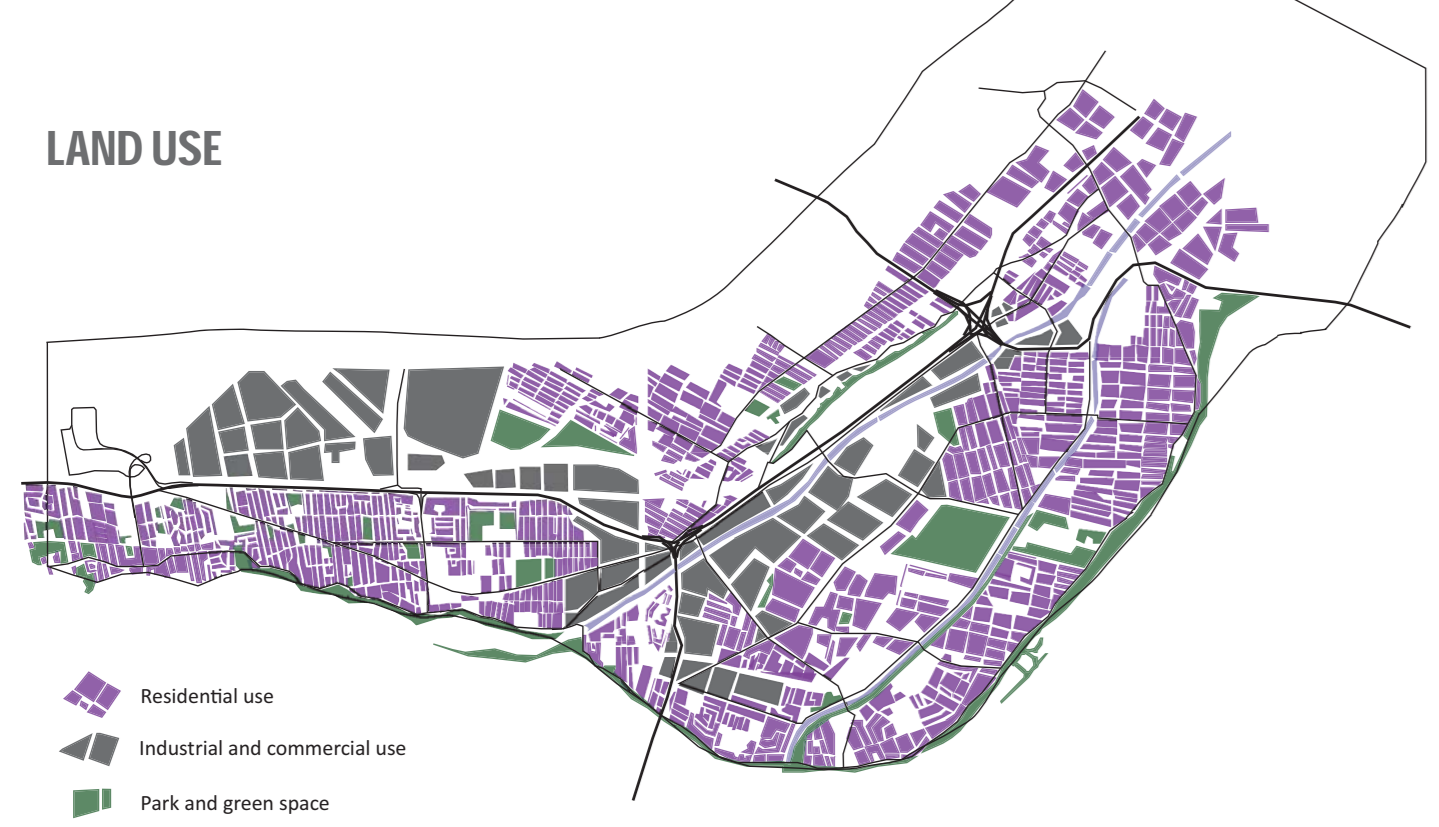 LAND USE
Residential use
Industrial and commercial use
Park and green space